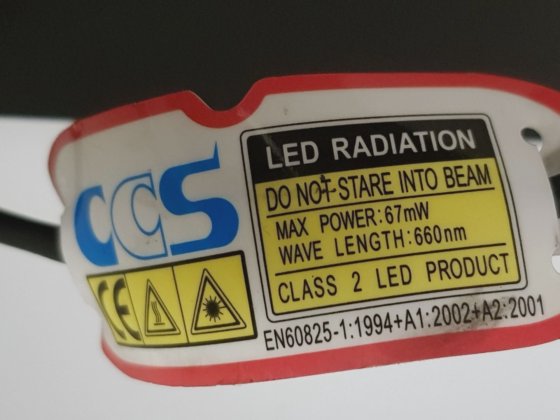 CCS
CE
LED RADIATION
DO NOT STARE INTO BEAM
MAX POWER:67mW
WAVE LENGTH:660nm
CLASS 2 LED PRODUCT
EN60825-1:1994+A1:2002+A2:2001